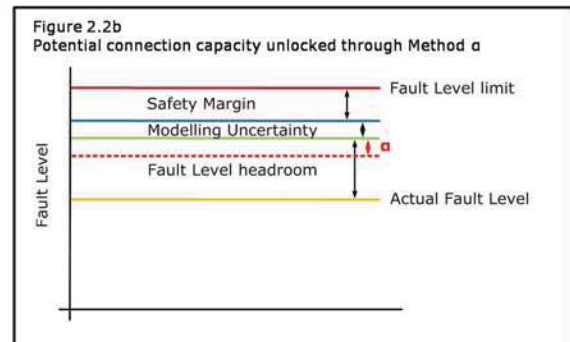 Figure 2.2b
Potential connection capacity unlocked through Method α
Fault Level limit
Safety Margin
Modelling Uncertainty
α
Fault Level headroom
Actual Fault Level
Fault Level